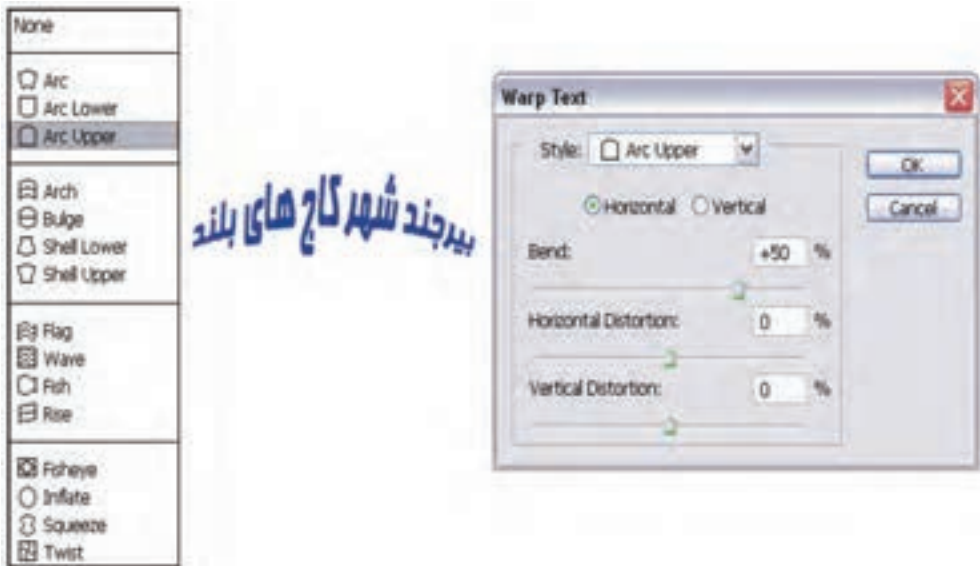 None
Arc
Arc Lower
Arc Upper
Arch
Bulge
Shell Lower
Shell Upper
Flag
Wave
Fish
Rise
Fisheye
Inflate
Squeeze
Twist
بیرجند شهر کاج های بلند
Warp Text
Style: Arc Upper
OK
Horizontal Vertical
Cancel
Bend: +50 %
Horizontal Distortion: 0 %
Vertical Distortion: 0 %